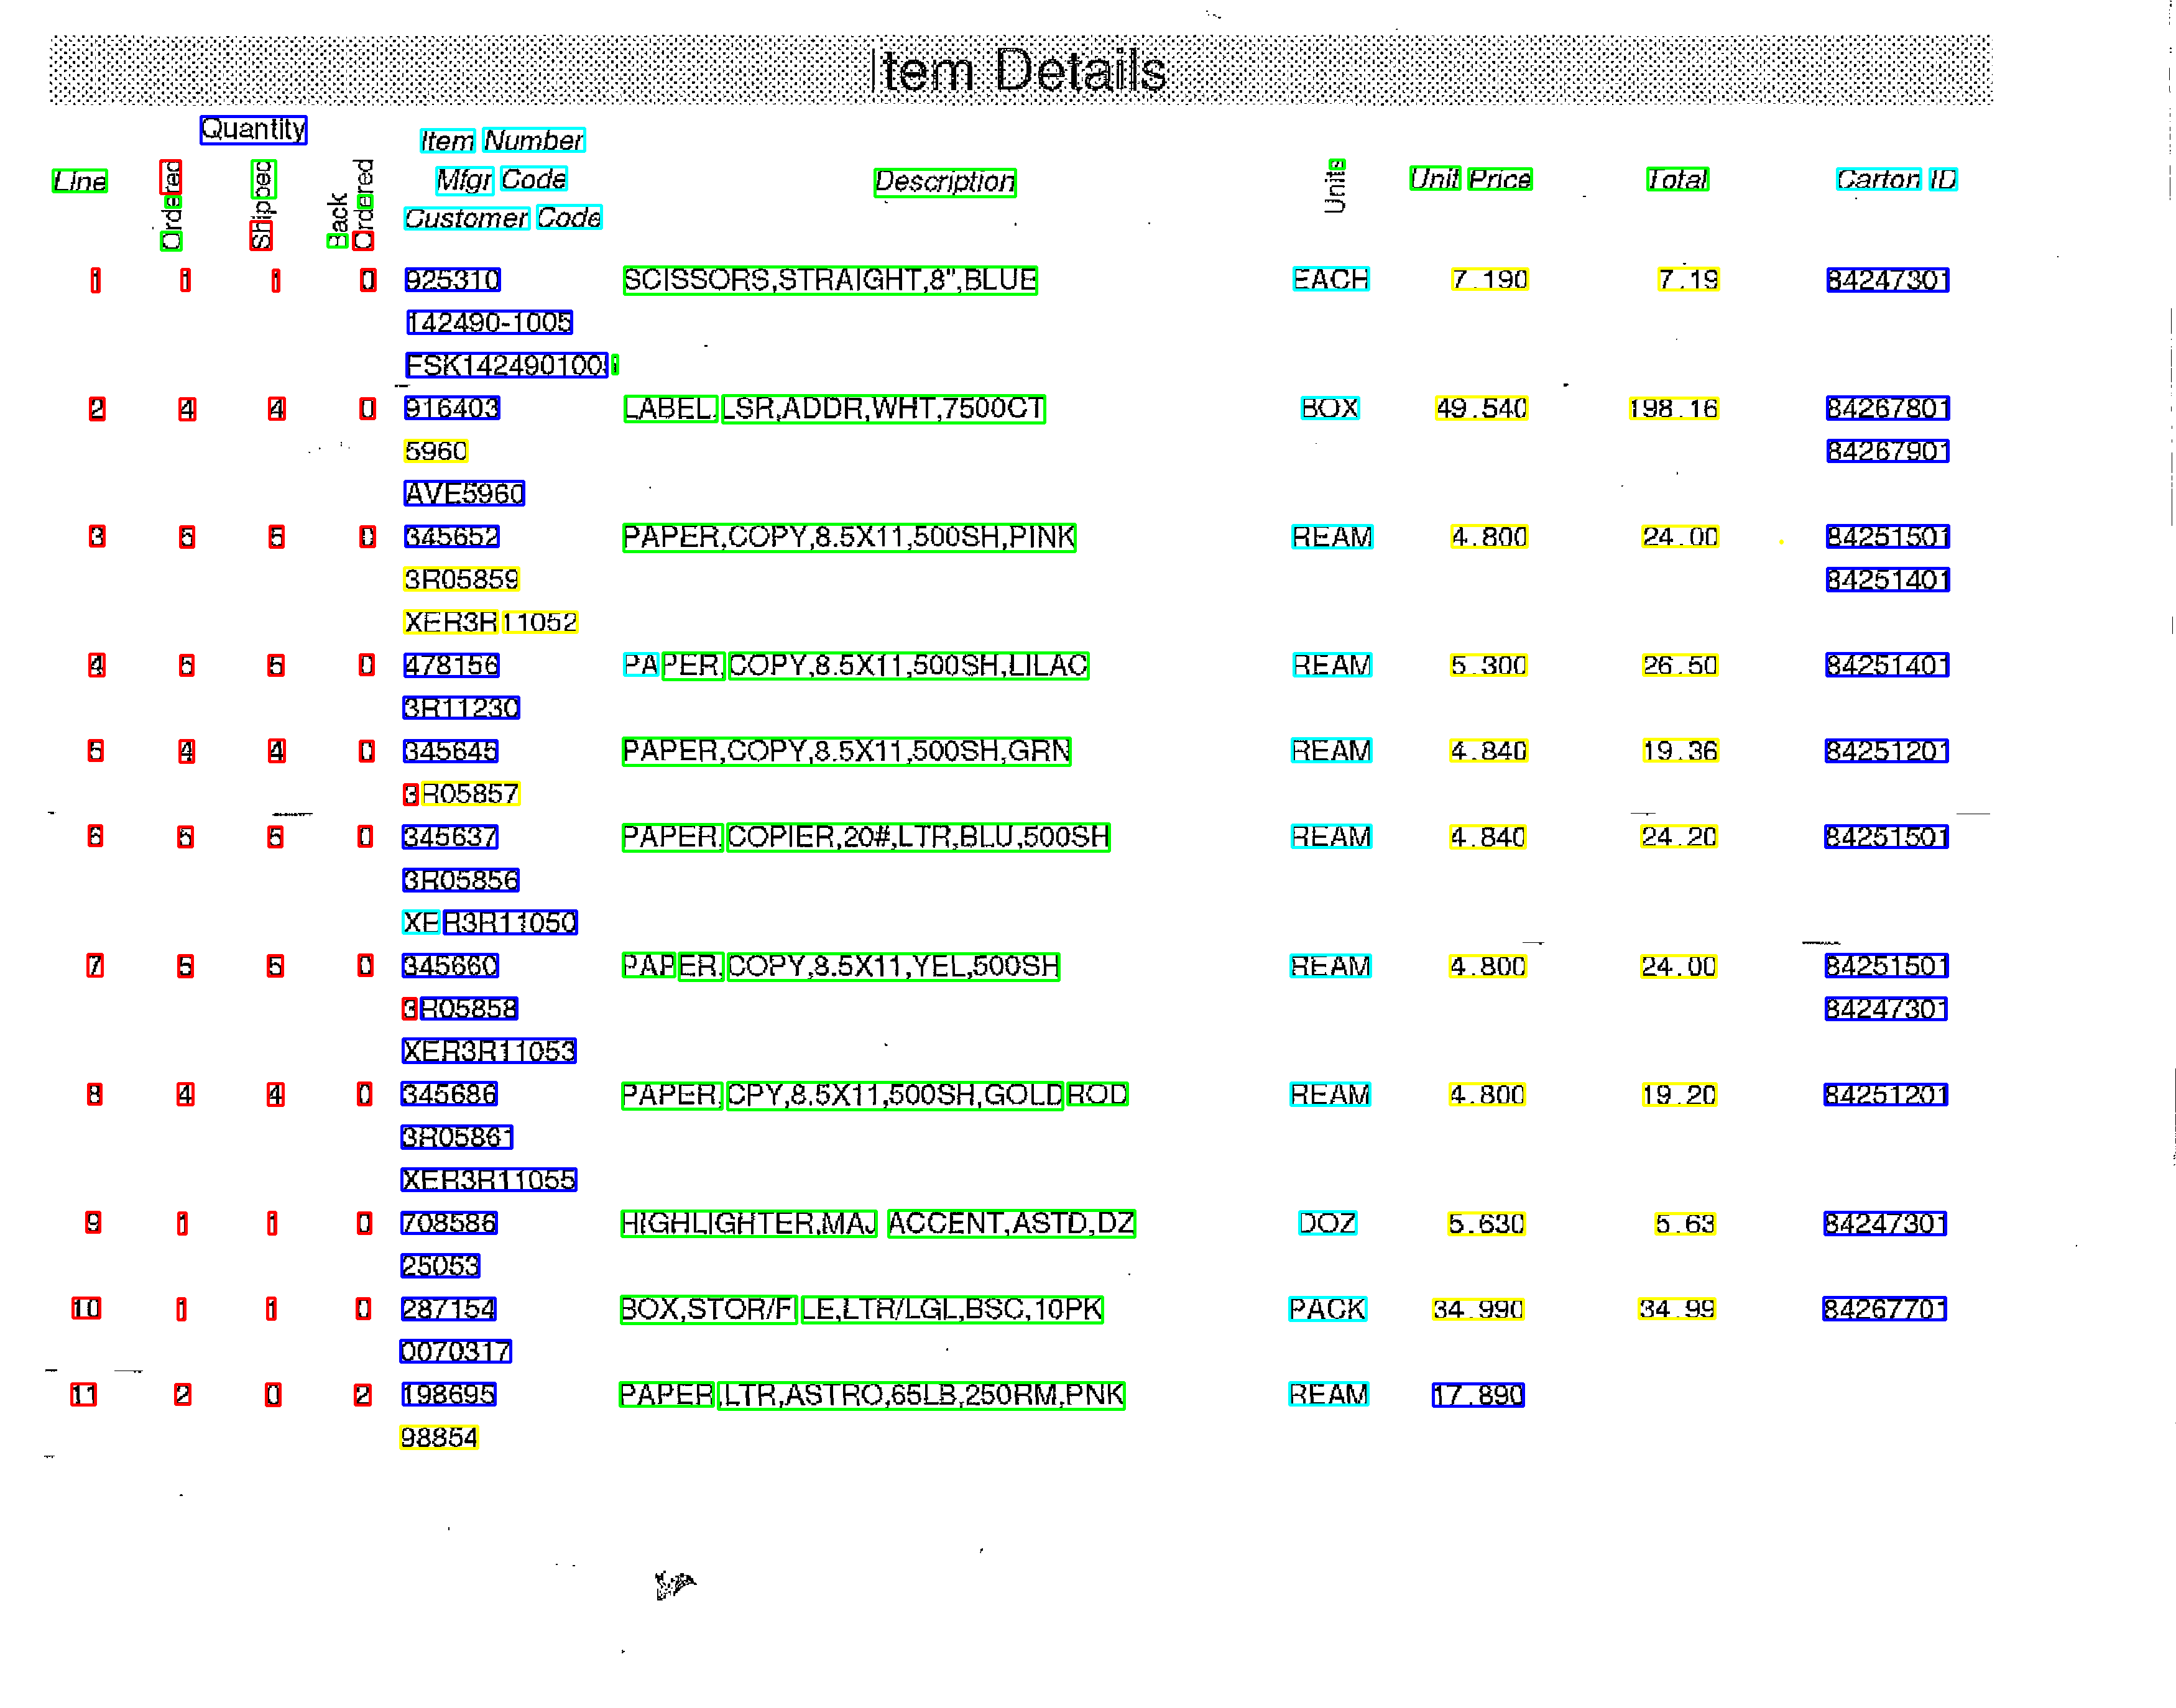 Item Details
Quantity
Item Number
Line Ordered Shipped Back Ordered Mfgr Code Description Units Unit Price Total Carton ID
Customer Code
1 1 1 0 925310 SCISSORS,STRAIGHT,8",BLUE EACH 7.190 7.19 84247301
142490-1005
FSK142490100
2 4 4 0 916403 LABEL,LSR,ADDR,WHT,7500CT BOX 49.540 198.16 84267801
5960 84267901
AVE5960
3 5 5 0 345652 PAPER,COPY,8.5X11,500SH,PINK REAM 4.800 24.00 84251501
3R05859 84251401
XER3R11052
4 5 5 0 478156 PAPER,COPY,8.5X11,500SH,LILAC REAM 5.300 26.50 84251401
3R11230
5 4 4 0 345645 PAPER,COPY,8.5X11,500SH,GRN REAM 4.840 19.36 84251201
3R05857
6 5 5 0 345637 PAPER,COPIER,20#,LTR,BLU,500SH REAM 4.840 24.20 84251501
3R05856
XER3R11050
7 5 5 0 345660 PAPER,COPY,8.5X11,YEL,500SH REAM 4.800 24.00 84251501
3R05858 84247301
XER3R11053
8 4 4 0 345686 PAPER,CPY,8.5X11,500SH,GOLDROD REAM 4.800 19.20 84251201
3R05861
XER3R11055
9 1 1 0 708586 HIGHLIGHTER,MAJ ACCENT,ASTD,DZ DOZ 5.630 5.63 84247301
25053
10 1 1 0 287154 BOX,STOR/FILE,LTR/LGL,BSC,10PK PACK 34.990 34.99 84267701
0070317
11 2 0 2 198695 PAPER,LTR,ASTRO,65LB,250RM,PNK REAM 17.890
98854